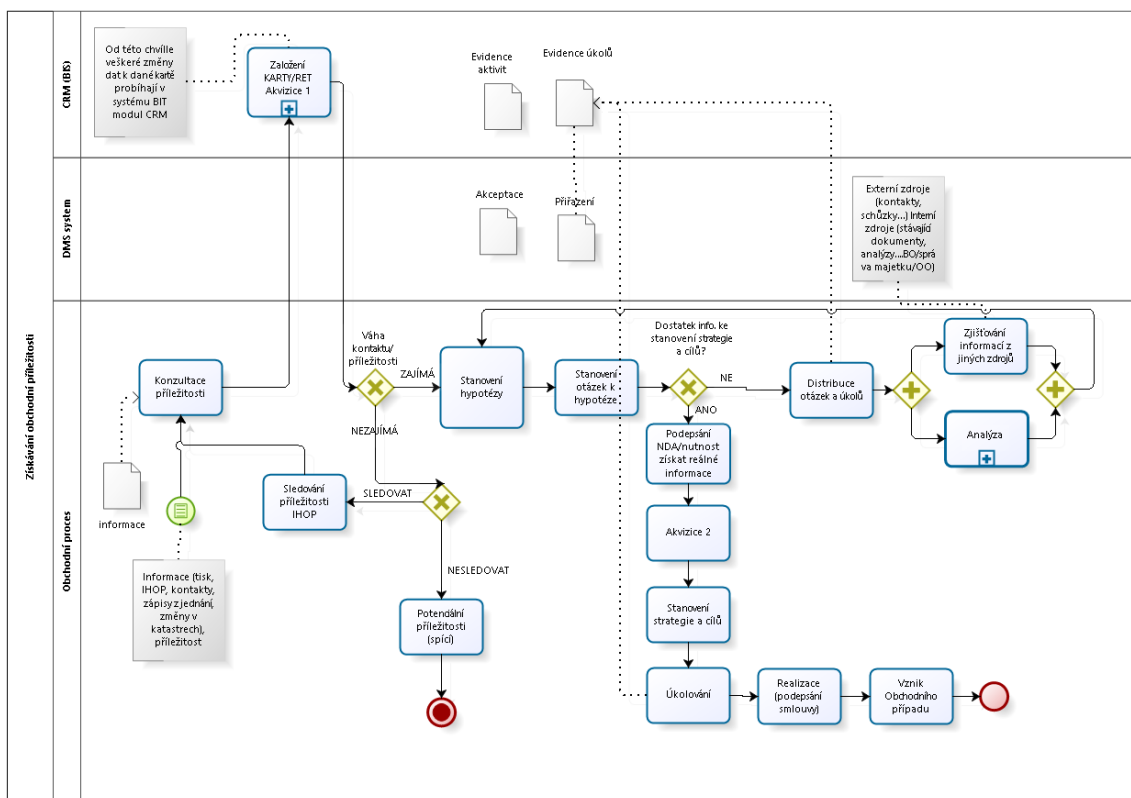 Získávání obchodní příležitosti
CRM (BIS)
Od této chvílle
veškeré změny
dat k dané kartě
probíhají v
systému BIT
modul CRM
Založení
KARTY/RET
Akvizice 1
Evidence
aktivit
Evidence úkolů
DMS system
Akceptace
Přiřazení
Externí zdroje
(kontakty,
schůzky...) Interní
zdroje (stávající
dokumenty,
analýzy....BO/sprá
va majetku/OO)
Obchodní proces
Konzultace
příležitosti
informace
Informace (tisk,
IHOP, kontakty,
zápisy z jednání,
změny v
katastrech),
příležitost
Sledování
příležitosti
IHOP
Váha
kontaktu/
příležitosti
ZAJÍMÁ
NEZAJÍMÁ
SLEDOVAT
NESLEDOVAT
Potenciální
příležitosti
(spící)
Stanovení
hypotézy
Stanovení
otázek k
hypotéze
Dostatek info. ke
stanovení strategie
a cílů?
NE
ANO
Podepsání
NDA/nutnost
získat reálné
informace
Akvizice 2
Stanovení
strategie a cílů
Úkolování
Realizace
(podepsání
smlouvy)
Vznik
Obchodního
případu
Distribuce
otázek a úkolů
Zjišťování
informací z
jiných zdrojů
Analýza